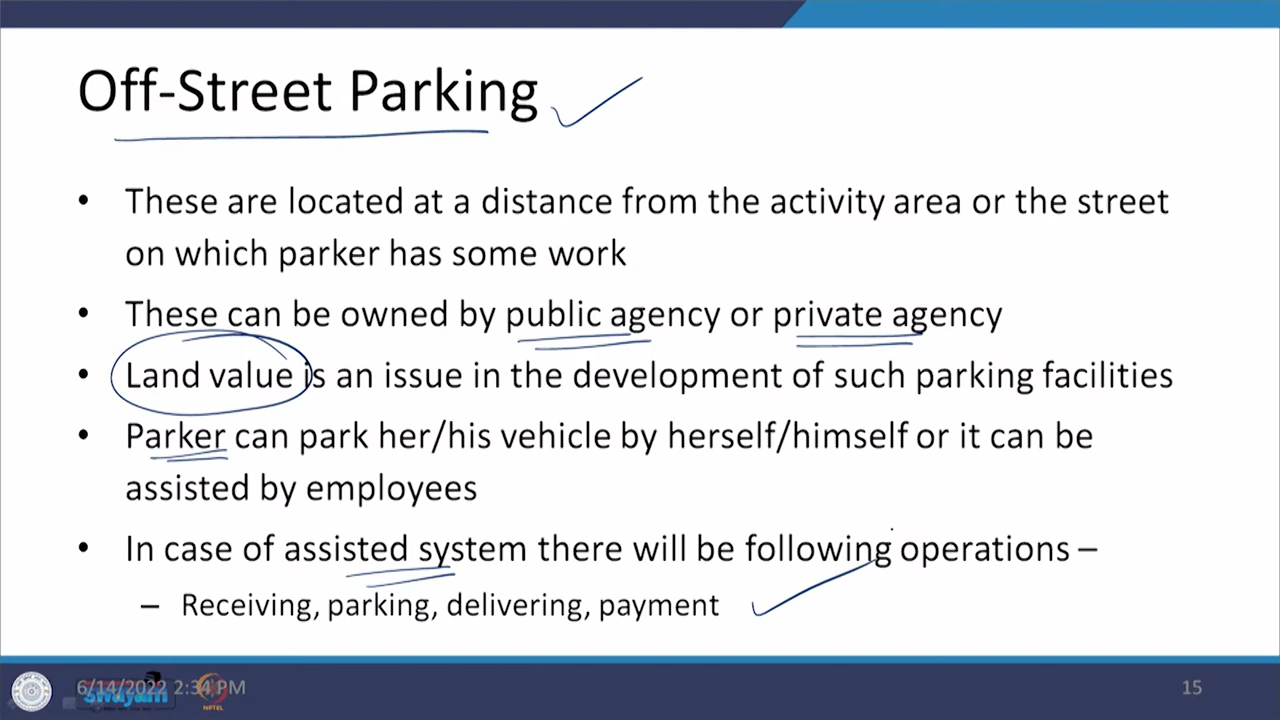 Off-Street Parking
• These are located at a distance from the activity area or the street
on which parker has some work
• These can be owned by public agency or private agency
• Land value is an issue in the development of such parking facilities
• Parker can park her/his vehicle by herself/himself or it can be
assisted by employees
• In case of assisted system there will be following operations –
– Receiving, parking, delivering, payment
6/14/2022 2:34 PM
swayam
NPTEL
15